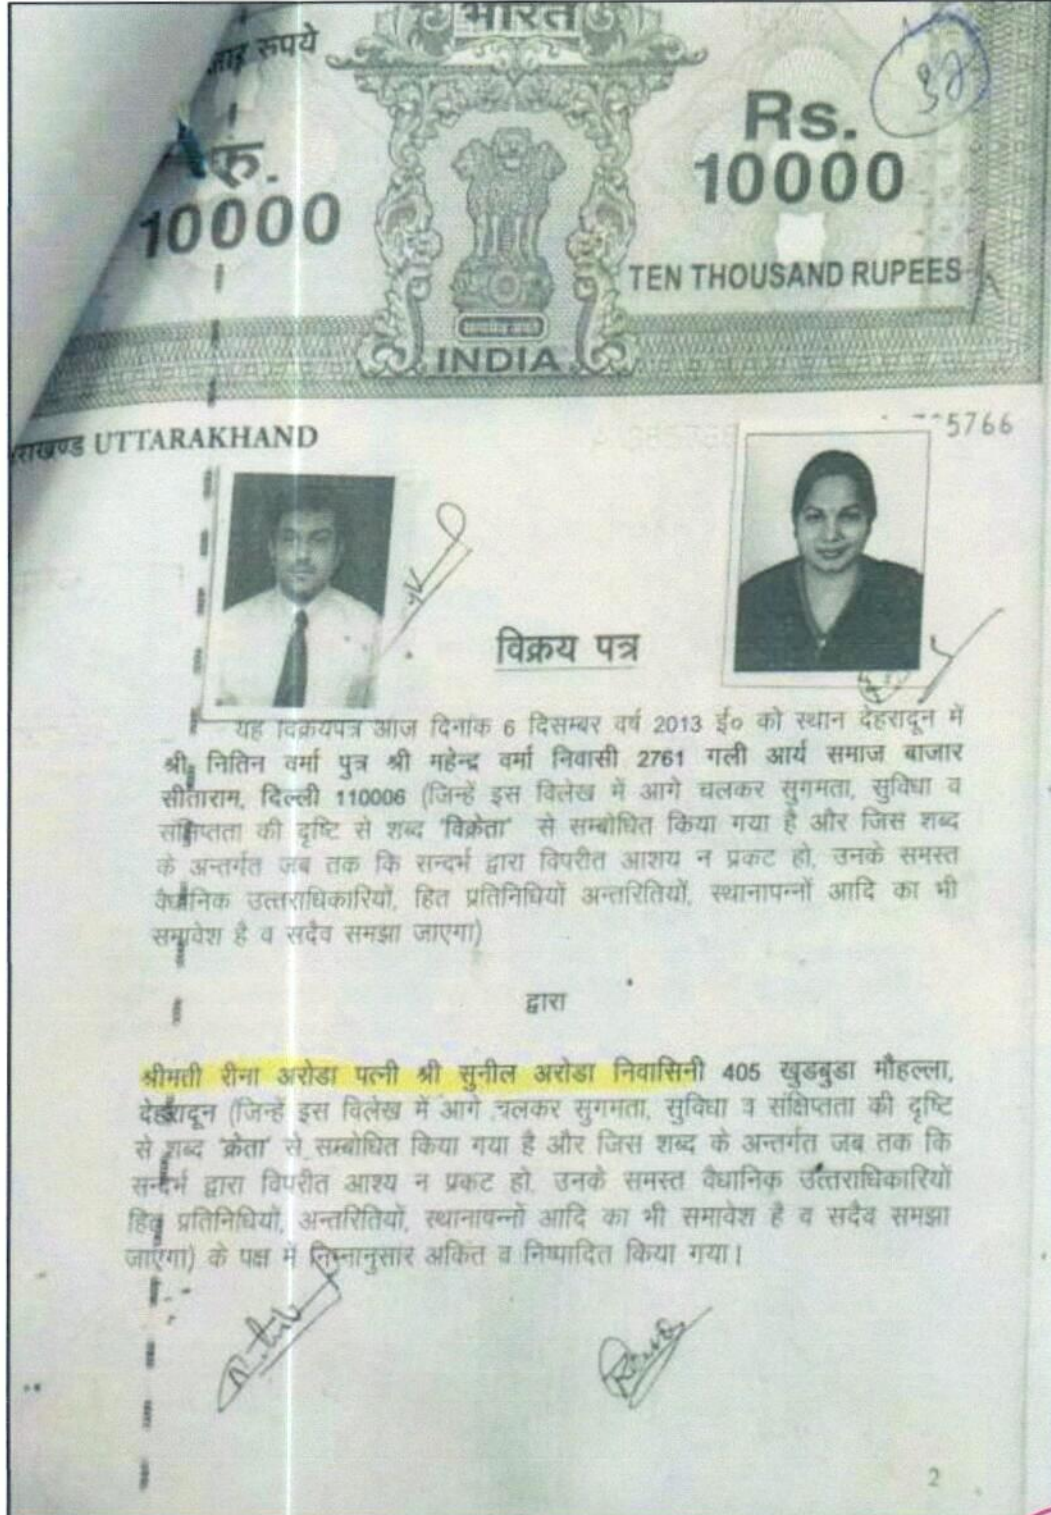 भारत
रुपये
रु.
10000
Rs.
10000
TEN THOUSAND RUPEES
INDIA
UTTARAKHAND
5766
विक्रय पत्र
यह विक्रयपत्र आज दिनांक 6 दिसम्बर वर्ष 2013 ई० को स्थान देहरादून में
श्री नितिन वर्मा पुत्र श्री महेन्द्र वर्मा निवासी 2761 गली आर्य समाज बाजार
सीताराम, दिल्ली 110006 (जिन्हें इस विलेख में आगे चलकर सुगमता, सुविधा व
संक्षिप्तता की दृष्टि से शब्द 'विक्रेता' से सम्बोधित किया गया है और जिस शब्द
के अन्तर्गत जब तक कि सन्दर्भ द्वारा विपरीत आशय न प्रकट हो, उनके समस्त
वैधानिक उत्तराधिकारियों, हित प्रतिनिधियों अन्तरितियों, स्थानापन्नों आदि का भी
समावेश है व सदैव समझा जाएगा)
द्वारा
श्रीमती रीना अरोडा पत्नी श्री सुनील अरोडा निवासिनी 405 खुडबुडा मौहल्ला,
देहरादून (जिन्हें इस विलेख में आगे चलकर सुगमता, सुविधा व संक्षिप्तता की दृष्टि
से शब्द 'क्रेता' से सम्बोधित किया गया है और जिस शब्द के अन्तर्गत जब तक कि
सन्दर्भ द्वारा विपरीत आश्य न प्रकट हो, उनके समस्त वैधानिक उत्तराधिकारियों
हित प्रतिनिधियों, अन्तरितियों, स्थानापन्नों आदि का भी समावेश है व सदैव समझा
जाएगा) के पक्ष में निम्नानुसार अंकित व निष्पादित किया गया।
2